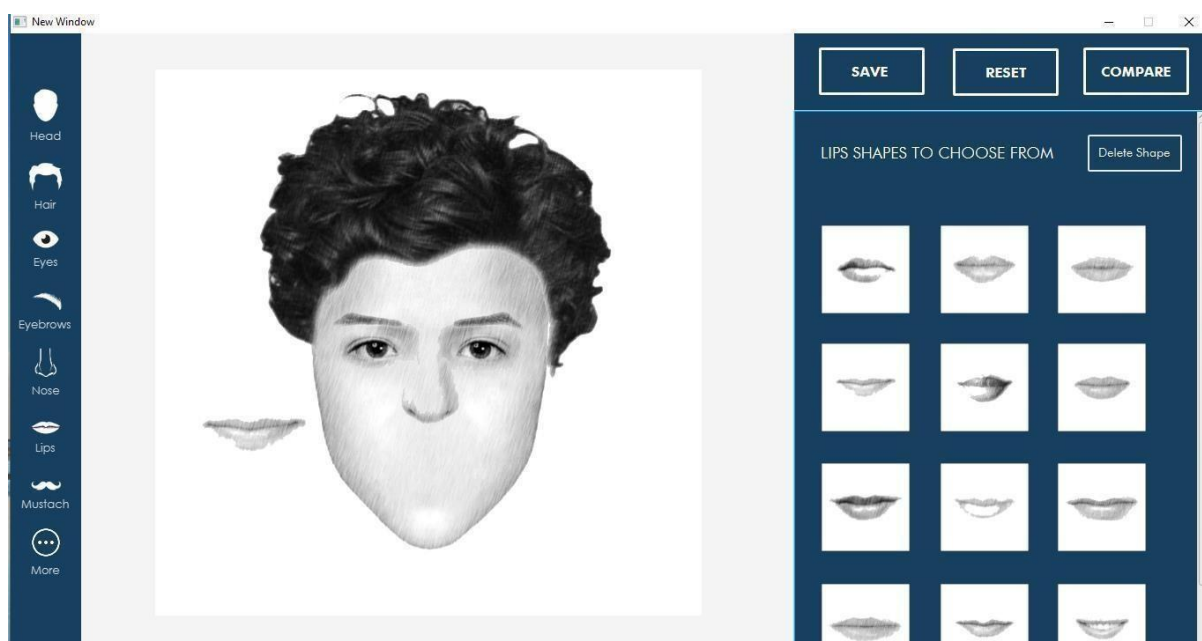 New Window
SAVE
RESET
COMPARE
Head
Hair
Eyes
Eyebrows
Nose
Lips
Mustach
More
LIPS SHAPES TO CHOOSE FROM
Delete Shape